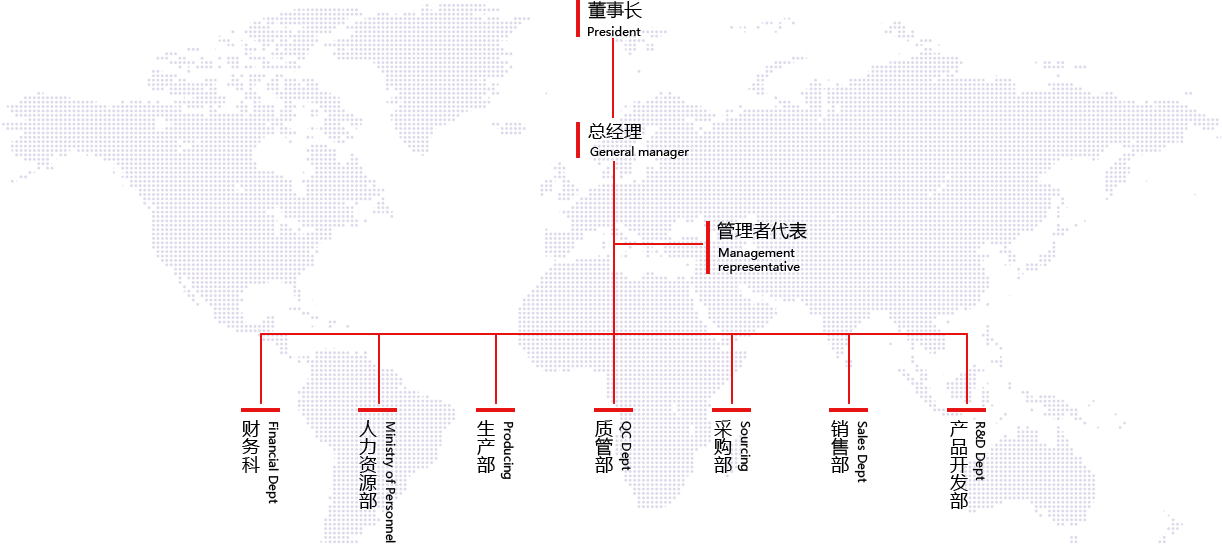 董事长
President
总经理
General manager
管理者代表
Management
representative
财务科
Financial Dept
人力资源部
Ministry of Personnel
生产部
Producing
质管部
QC Dept
采购部
Sourcing
销售部
Sales Dept
产品开发部
R&D Dept